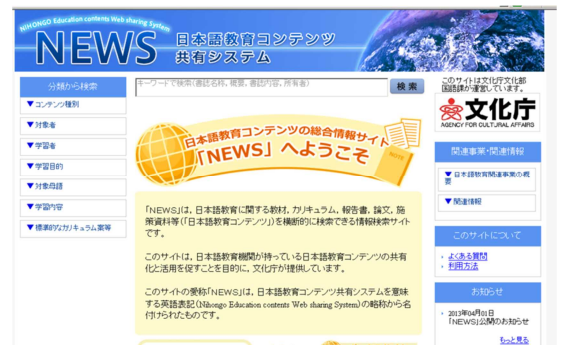 NIHONGO Education contents Web sharing System
NEWS
日本語教育コンテンツ
共有システム
分類から検索
▼コンテンツ種別
▼対象者
▼学習者
▼学習目的
▼対象母語
▼学習内容
▼標準的なカリキュラム案等
キーワードで検索(書誌名称、概要、書誌内容、所有者)
検 索
日本語教育コンテンツの総合情報サイト
「NEWS」へようこそ
NOTE
「NEWS」は，日本語教育に関する教材，カリキュラム，報告書，論文，施
策資料等(「日本語教育コンテンツ」)を横断的に検索できる情報検索サイト
です。
このサイトは，日本語教育機関が持っている日本語教育コンテンツの共有
化と活用を促すことを目的に，文化庁が提供しています。
このサイトの愛称「NEWS」は，日本語教育コンテンツ共有システムを意味
する英語表記(Nihongo Education contents Web sharing System)の略称から名
付けられたものです。
このサイトは文化庁文化部
国語課が運営しています。
文化庁
AGENCY FOR CULTURAL AFFAIRS
関連事業・関連情報
▼日本語教育関連事業の概
要
▼関連情報
このサイトについて
よくある質問
利用方法
お知らせ
2013年04月01日
「NEWS」公開のお知らせ
もっと見る